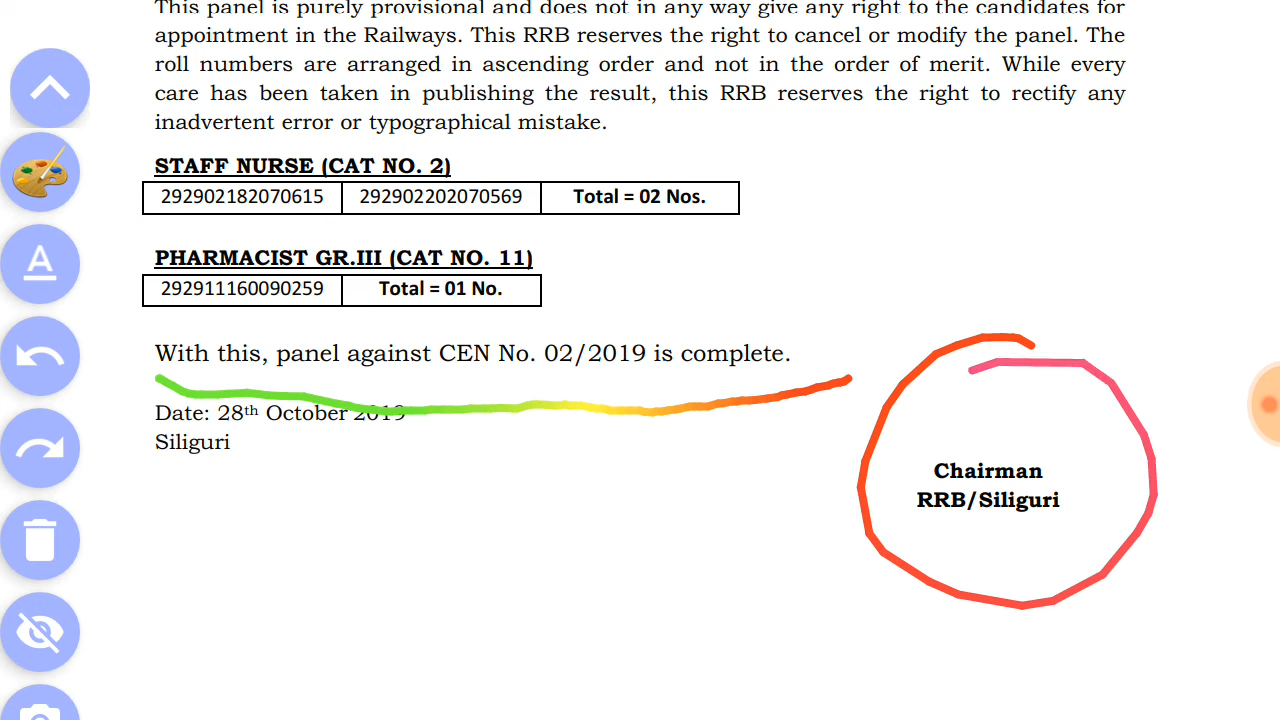 This panel is purely provisional and does not in any way give any right to the candidates for
appointment in the Railways. This RRB reserves the right to cancel or modify the panel. The
roll numbers are arranged in ascending order and not in the order of merit. While every
care has been taken in publishing the result, this RRB reserves the right to rectify any
inadvertent error or typographical mistake.
STAFF NURSE (CAT NO. 2)
292902182070615 292902202070569 Total = 02 Nos.
PHARMACIST GR.III (CAT NO. 11)
292911160090259 Total = 01 No.
With this, panel against CEN No. 02/2019 is complete.
Date: 28th October 2019
Siliguri
Chairman
RRB/Siliguri
A